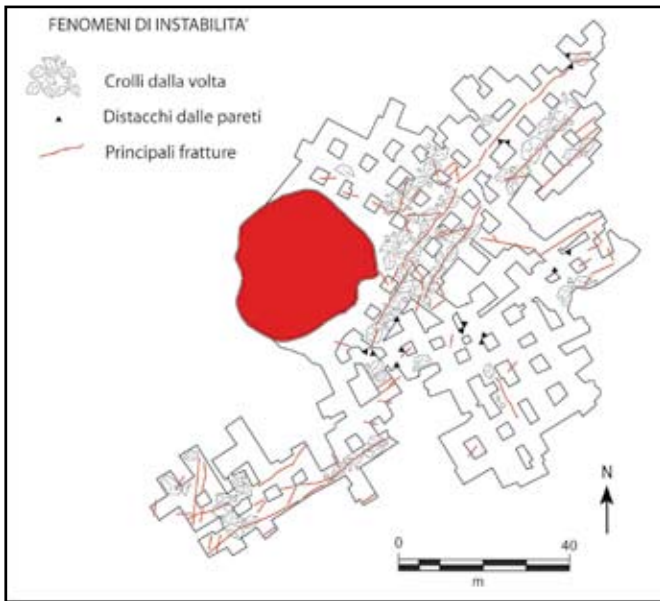 FENOMENI DI INSTABILITA'
Crolli dalla volta
Distacchi dalle pareti
Principali fratture
N
0 40
m